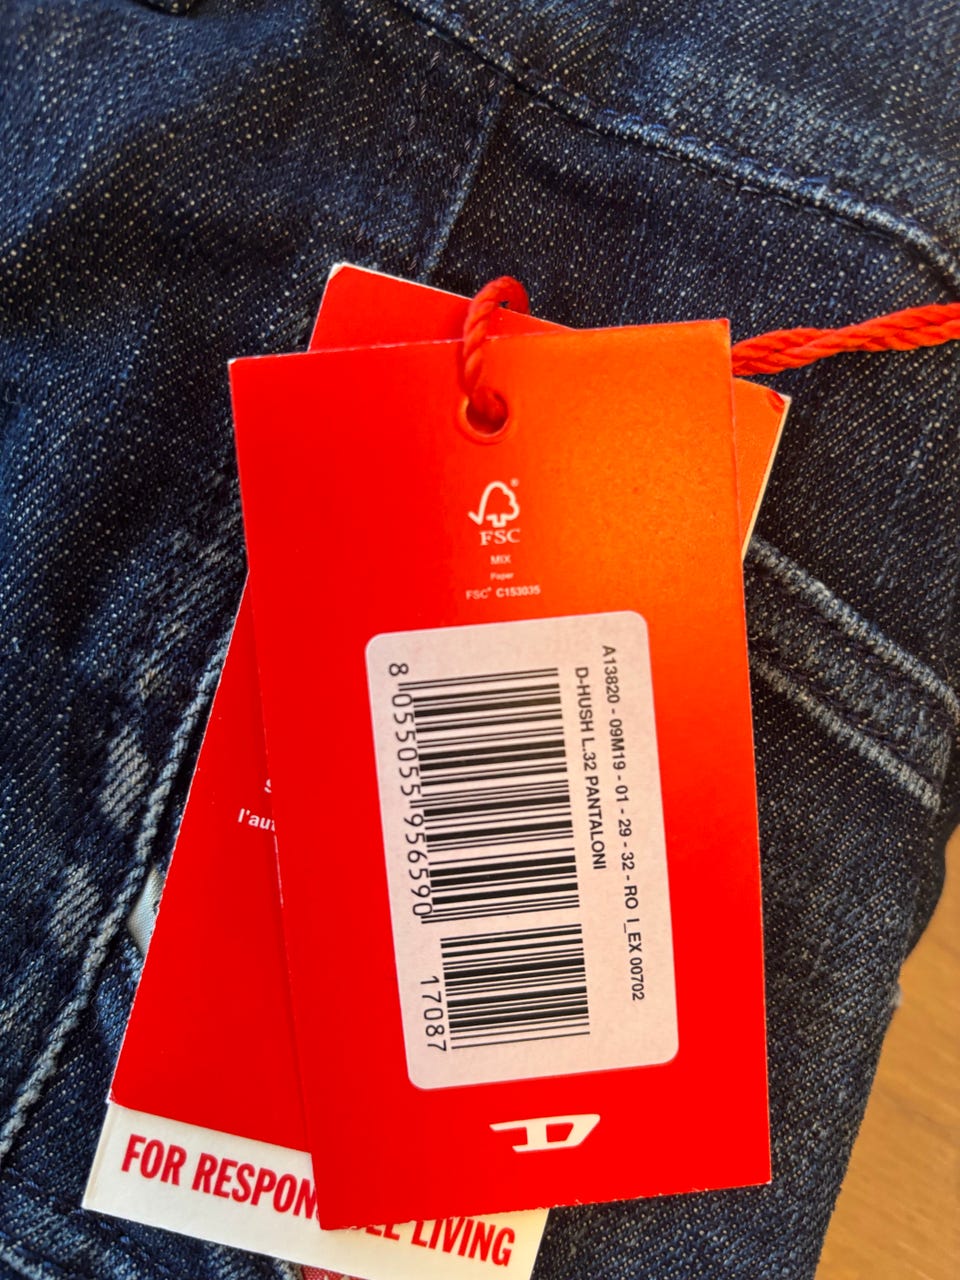 FSC
MIX
Paper
FSC® C153035
A13820 - 09M19 - 01 - 29 - 32 - RO I_EX 00702
D-HUSH L.32 PANTALONI
8 055055 956590
17087
l'aut
FOR RESPON LIVING